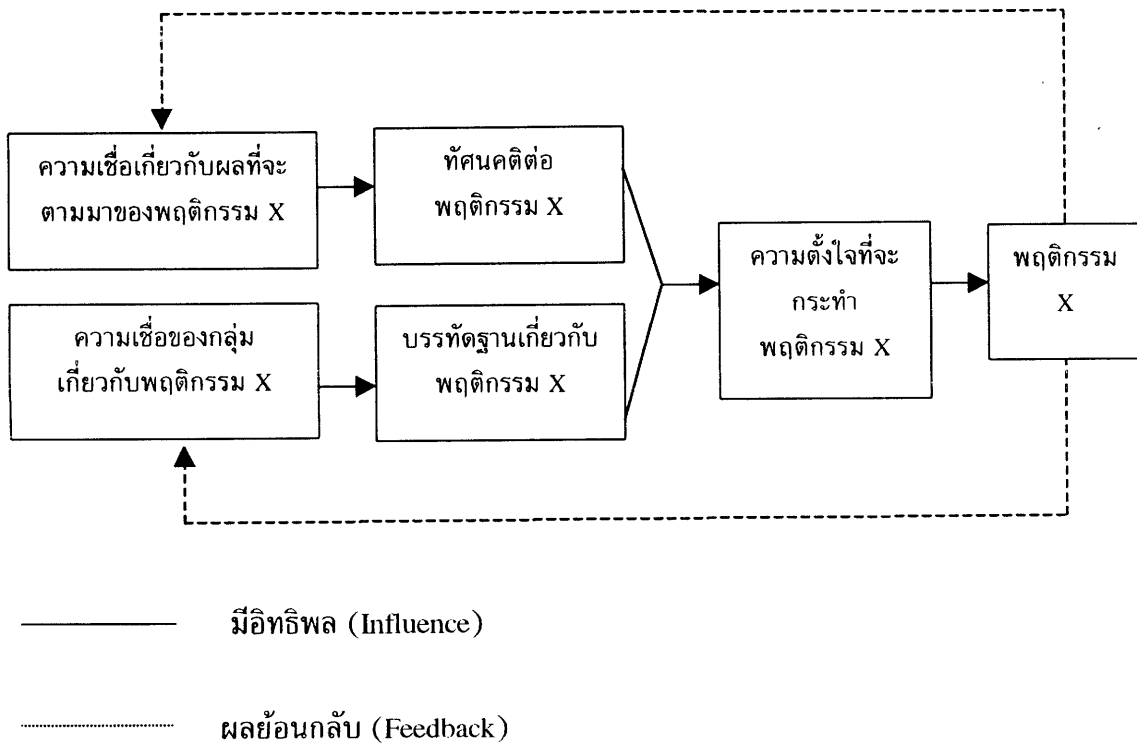 ความเชื่อเกี่ยวกับผลที่จะ
ตามมาของพฤติกรรม X
ทัศนคติต่อ
พฤติกรรม X
ความเชื่อของกลุ่ม
เกี่ยวกับพฤติกรรม X
บรรทัดฐานเกี่ยวกับ
พฤติกรรม X
ความตั้งใจที่จะ
กระทำ
พฤติกรรม X
พฤติกรรม
X
มีอิทธิพล (Influence)
ผลย้อนกลับ (Feedback)